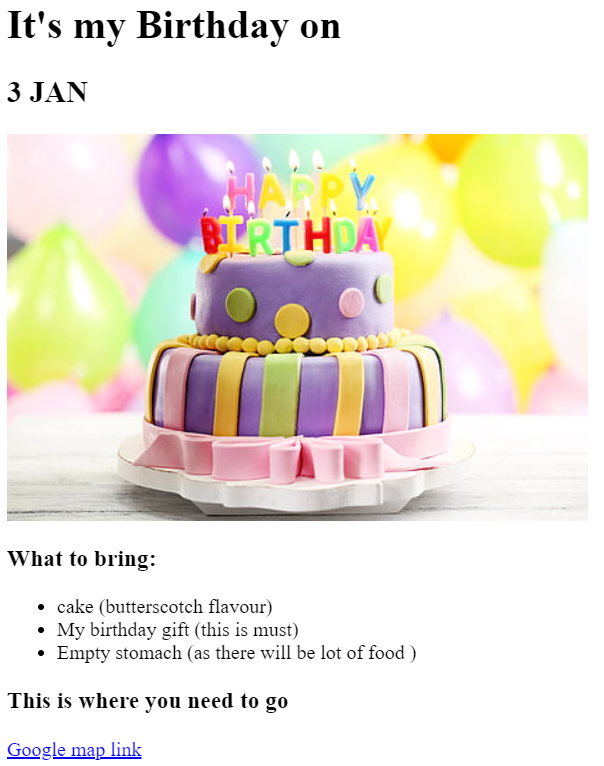 It's my Birthday on
3 JAN
HAPPY
BIRTHDAY
What to bring:
cake (butterscotch flavour)
My birthday gift (this is must)
Empty stomach (as there will be lot of food )
This is where you need to go
Google map link